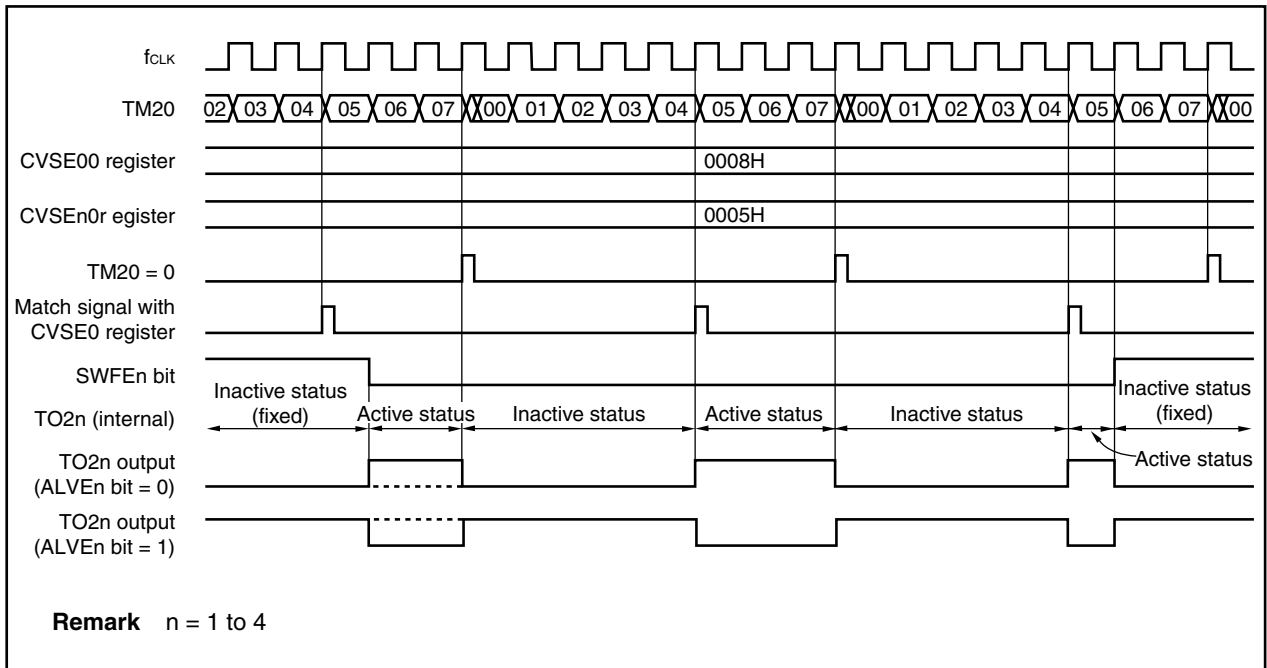 fCLK
TM20 02 03 04 05 06 07 00 01 02 03 04 05 06 07 00 01 02 03 04 05 06 07 00
CVSE00 register 0008H
CVSEn0r egister 0005H
TM20 = 0
Match signal with
CVSE0 register
SWFEn bit
TO2n (internal)
Inactive status
(fixed)
Active status
Inactive status
Active status
Inactive status
Inactive status
(fixed)
Active status
TO2n output
(ALVEn bit = 0)
TO2n output
(ALVEn bit = 1)
Remark n = 1 to 4